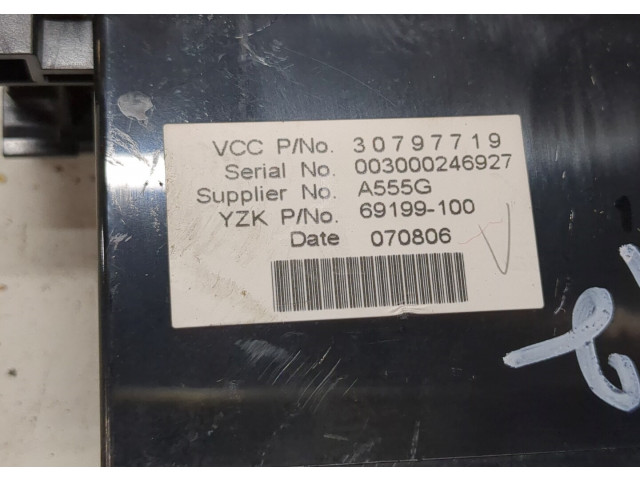 VCC P/No. 30797719
Serial No. 003000246927
Supplier No. A555G
YZK P/No. 69199-100
Date 070806